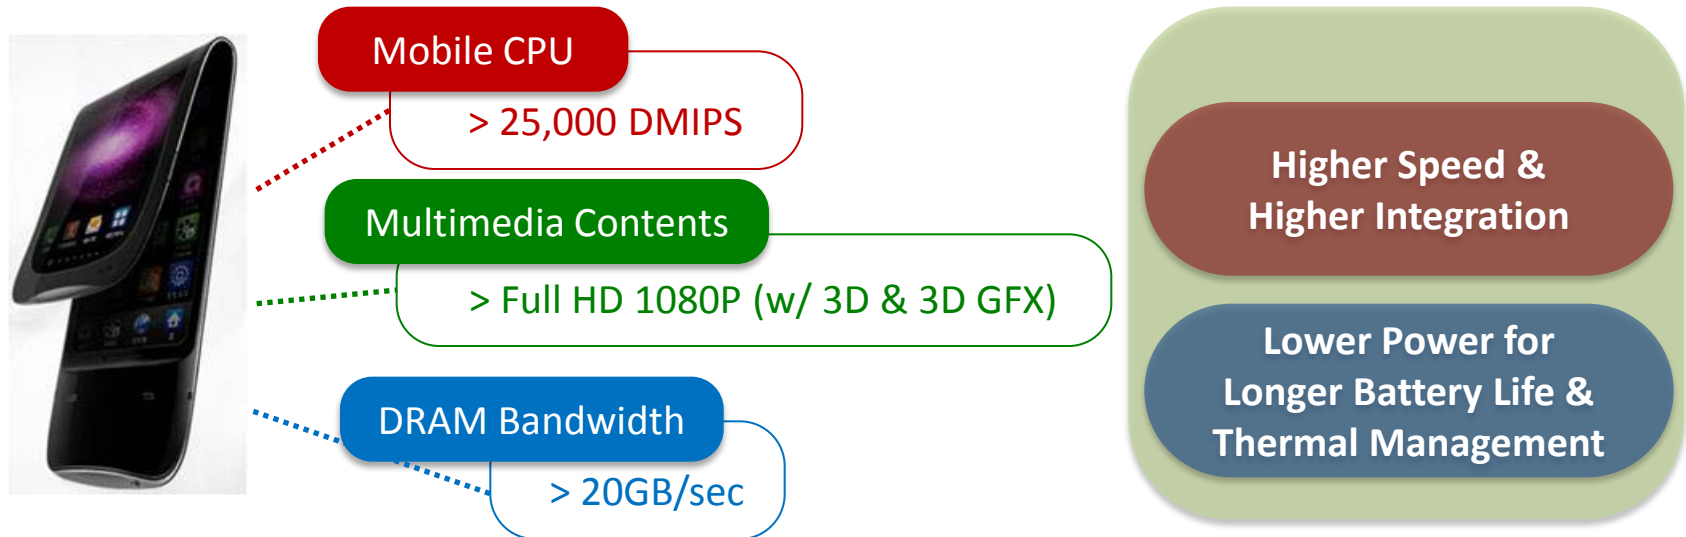 Mobile CPU
> 25,000 DMIPS
Multimedia Contents
> Full HD 1080P (w/ 3D & 3D GFX)
DRAM Bandwidth
> 20GB/sec
Higher Speed &
Higher Integration
Lower Power for
Longer Battery Life &
Thermal Management